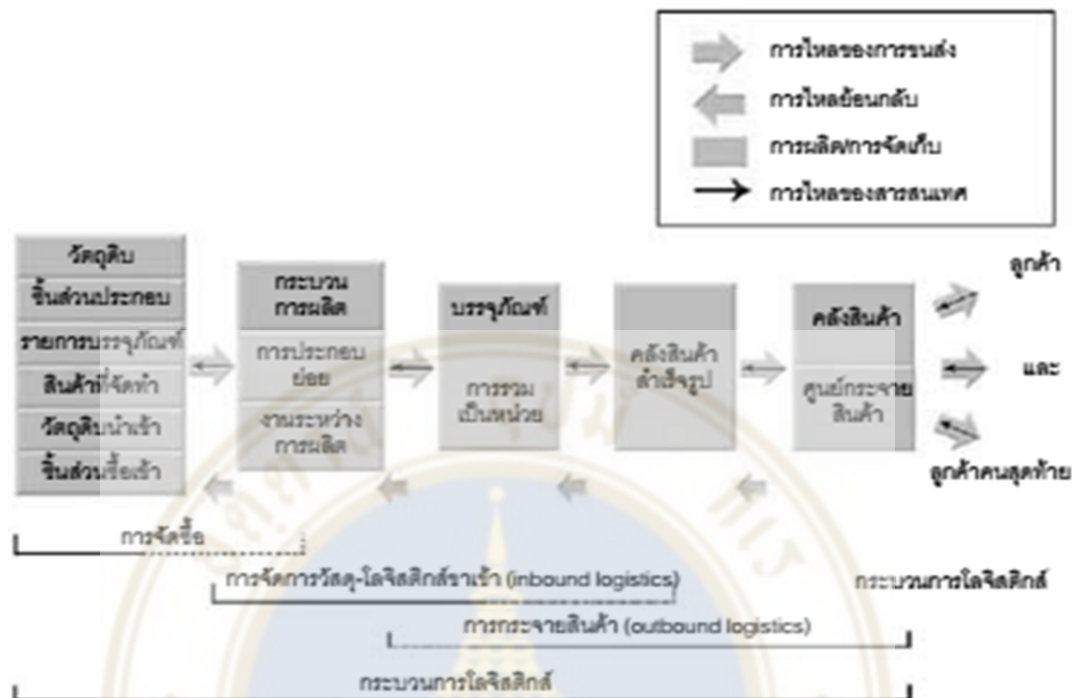 การไหลของการขนส่ง
การไหลย้อนกลับ
การผลิต/การจัดเก็บ
การไหลของสารสนเทศ
วัตถุดิบ
ชิ้นส่วนประกอบ
รายการบรรจุภัณฑ์
สินค้าที่จัดทำ
วัตถุดิบนำเข้า
ชิ้นส่วนซื้อเข้า
กระบวน
การผลิต
การประกอบ
ย่อย
งานระหว่าง
การผลิต
บรรจุภัณฑ์
การรวม
เป็นหน่วย
คลังสินค้า
สำเร็จรูป
คลังสินค้า
ศูนย์กระจาย
สินค้า
ลูกค้า
และ
ลูกค้าคนสุดท้าย
การจัดซื้อ
การจัดการวัสดุ-โลจิสติกส์ขาเข้า (inbound logistics)
กระบวนการโลจิสติกส์
การกระจายสินค้า (outbound logistics)
กระบวนการโลจิสติกส์